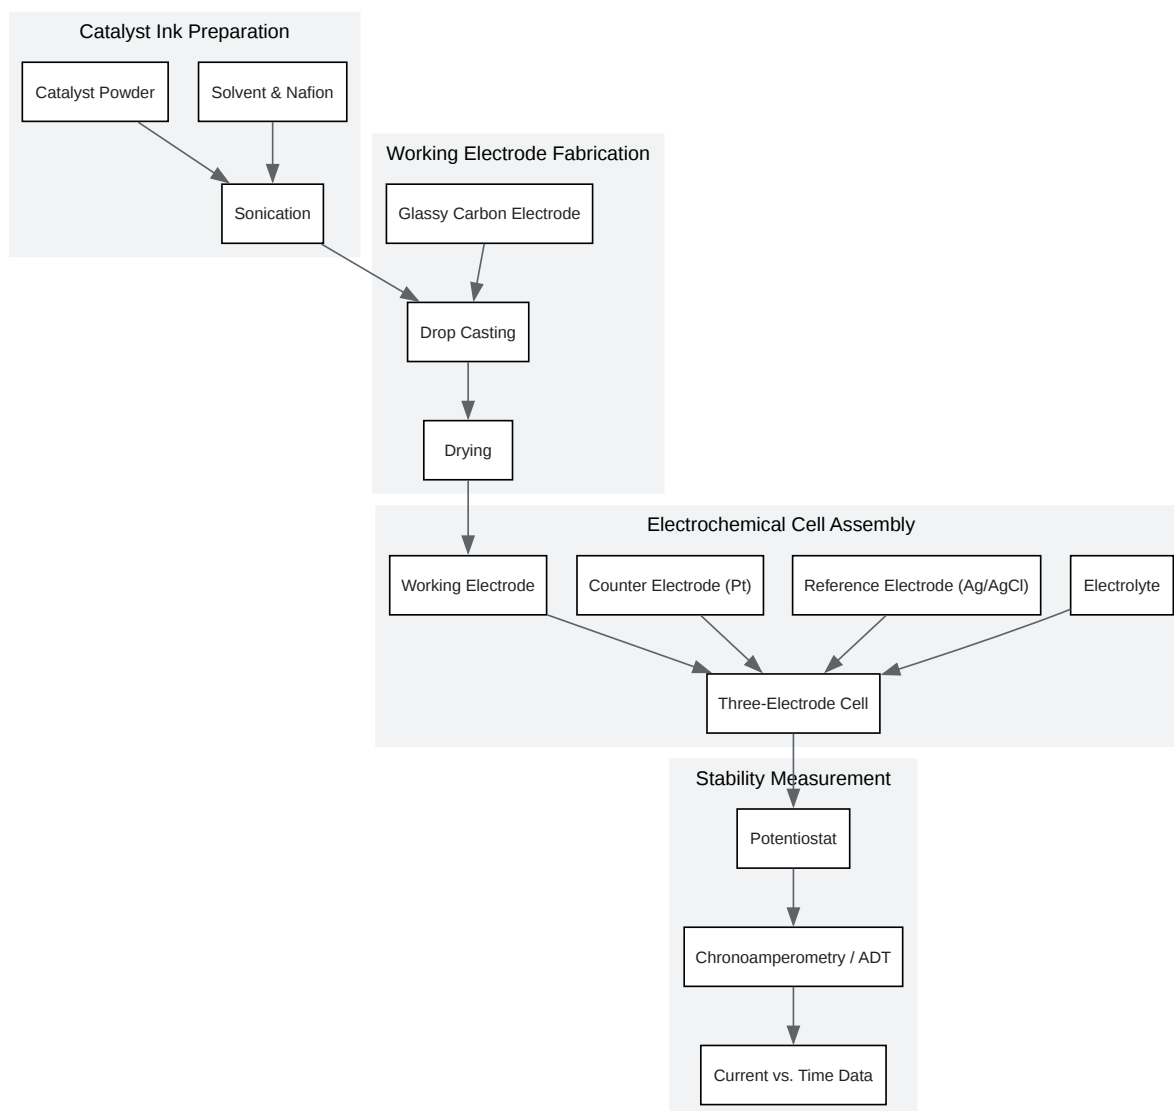 Catalyst Ink Preparation
Catalyst Powder
Solvent & Nafion
Sonication
Working Electrode Fabrication
Glassy Carbon Electrode
Drop Casting
Drying
Electrochemical Cell Assembly
Working Electrode
Counter Electrode (Pt)
Reference Electrode (Ag/AgCl)
Electrolyte
Three-Electrode Cell
Stability Measurement
Potentiostat
Chronoamperometry / ADT
Current vs. Time Data